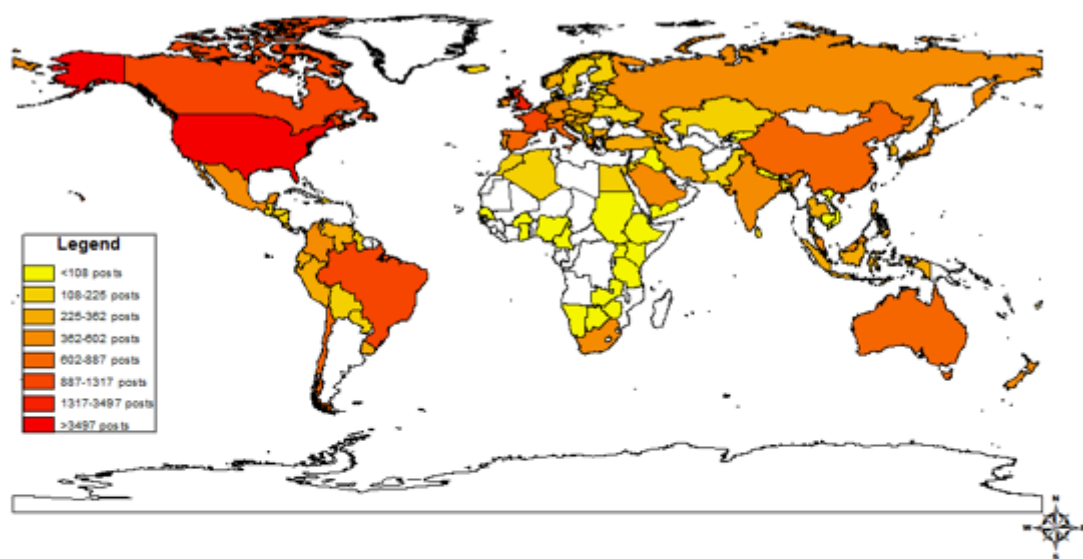 Legend
<108 posts
108-225 posts
225-362 posts
362-602 posts
602-887 posts
887-1317 posts
1317-3497 posts
>3497 posts
N
W
E
S